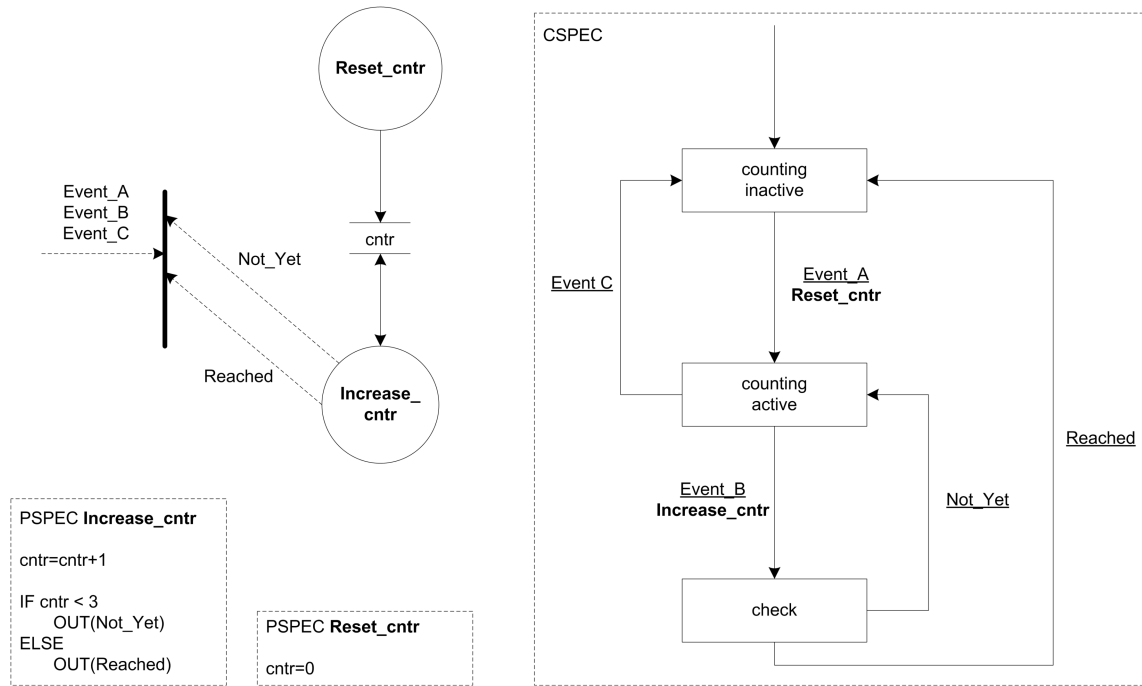 Reset_cntr
Event_A
Event_B
Event_C
Not_Yet
cntr
Reached
Increase_
cntr
PSPEC Increase_cntr
cntr=cntr+1
IF cntr < 3
OUT(Not_Yet)
ELSE
OUT(Reached)
PSPEC Reset_cntr
cntr=0
CSPEC
counting
inactive
Event C
Event_A
Reset_cntr
counting
active
Reached
Event_B
Increase_cntr
Not_Yet
check